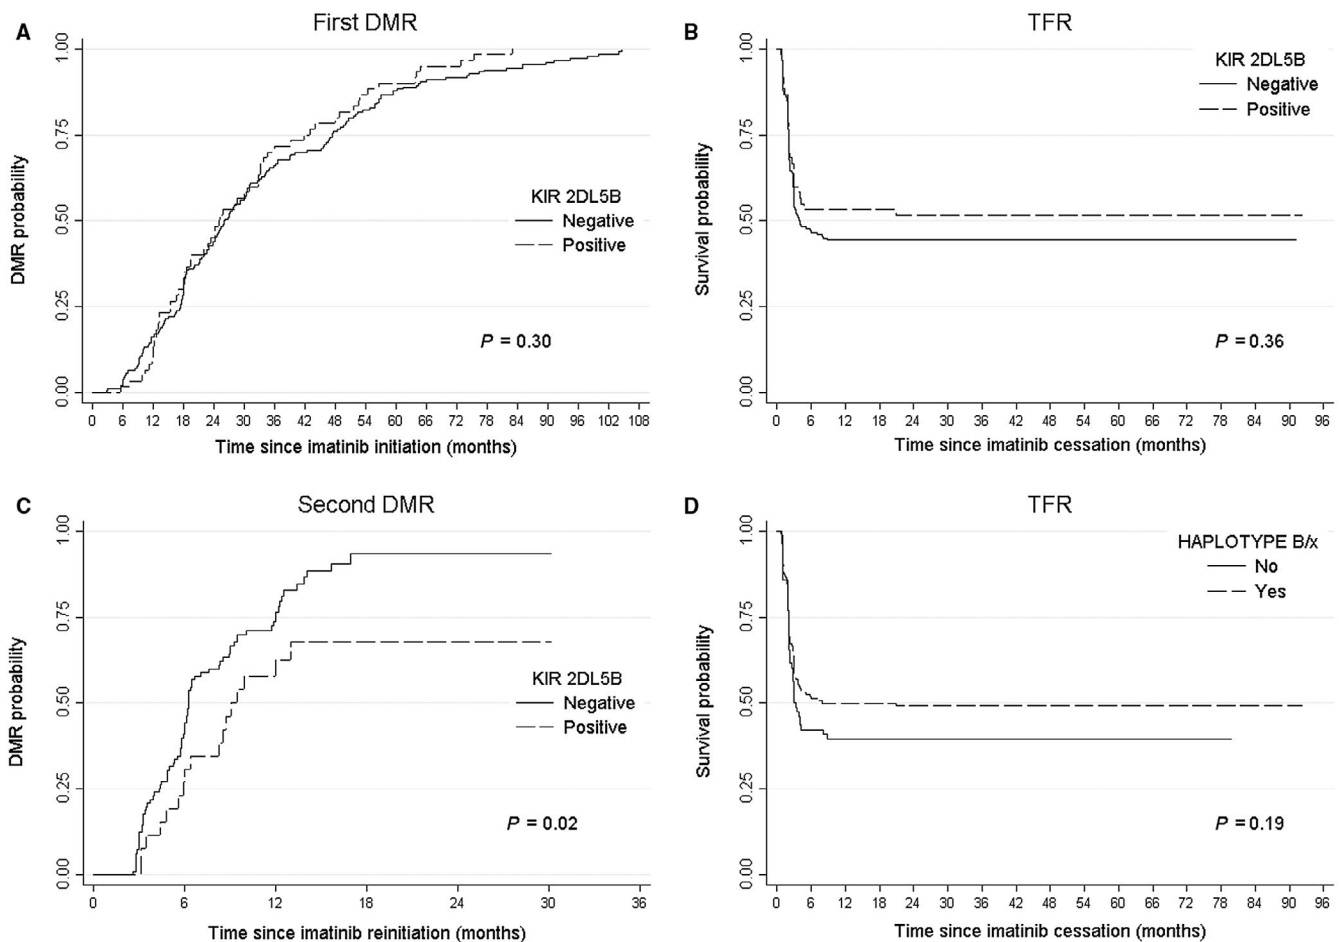 A
First DMR
1.00
0.75
0.50
0.25
0.00
DMR probability
KIR 2DL5B
Negative
Positive
P = 0.30
0 6 12 18 24 30 36 42 48 54 60 66 72 78 84 90 96 102 108
Time since imatinib initiation (months)
B
TFR
1.00
0.75
0.50
0.25
0.00
Survival probability
KIR 2DL5B
Negative
Positive
P = 0.36
0 6 12 18 24 30 36 42 48 54 60 66 72 78 84 90 96
Time since imatinib cessation (months)
C
Second DMR
1.00
0.75
0.50
0.25
0.00
DMR probability
KIR 2DL5B
Negative
Positive
P = 0.02
0 6 12 18 24 30 36
Time since imatinib reinitiation (months)
D
TFR
1.00
0.75
0.50
0.25
0.00
Survival probability
HAPLOTYPE B/x
No
Yes
P = 0.19
0 6 12 18 24 30 36 42 48 54 60 66 72 78 84 90 96
Time since imatinib cessation (months)